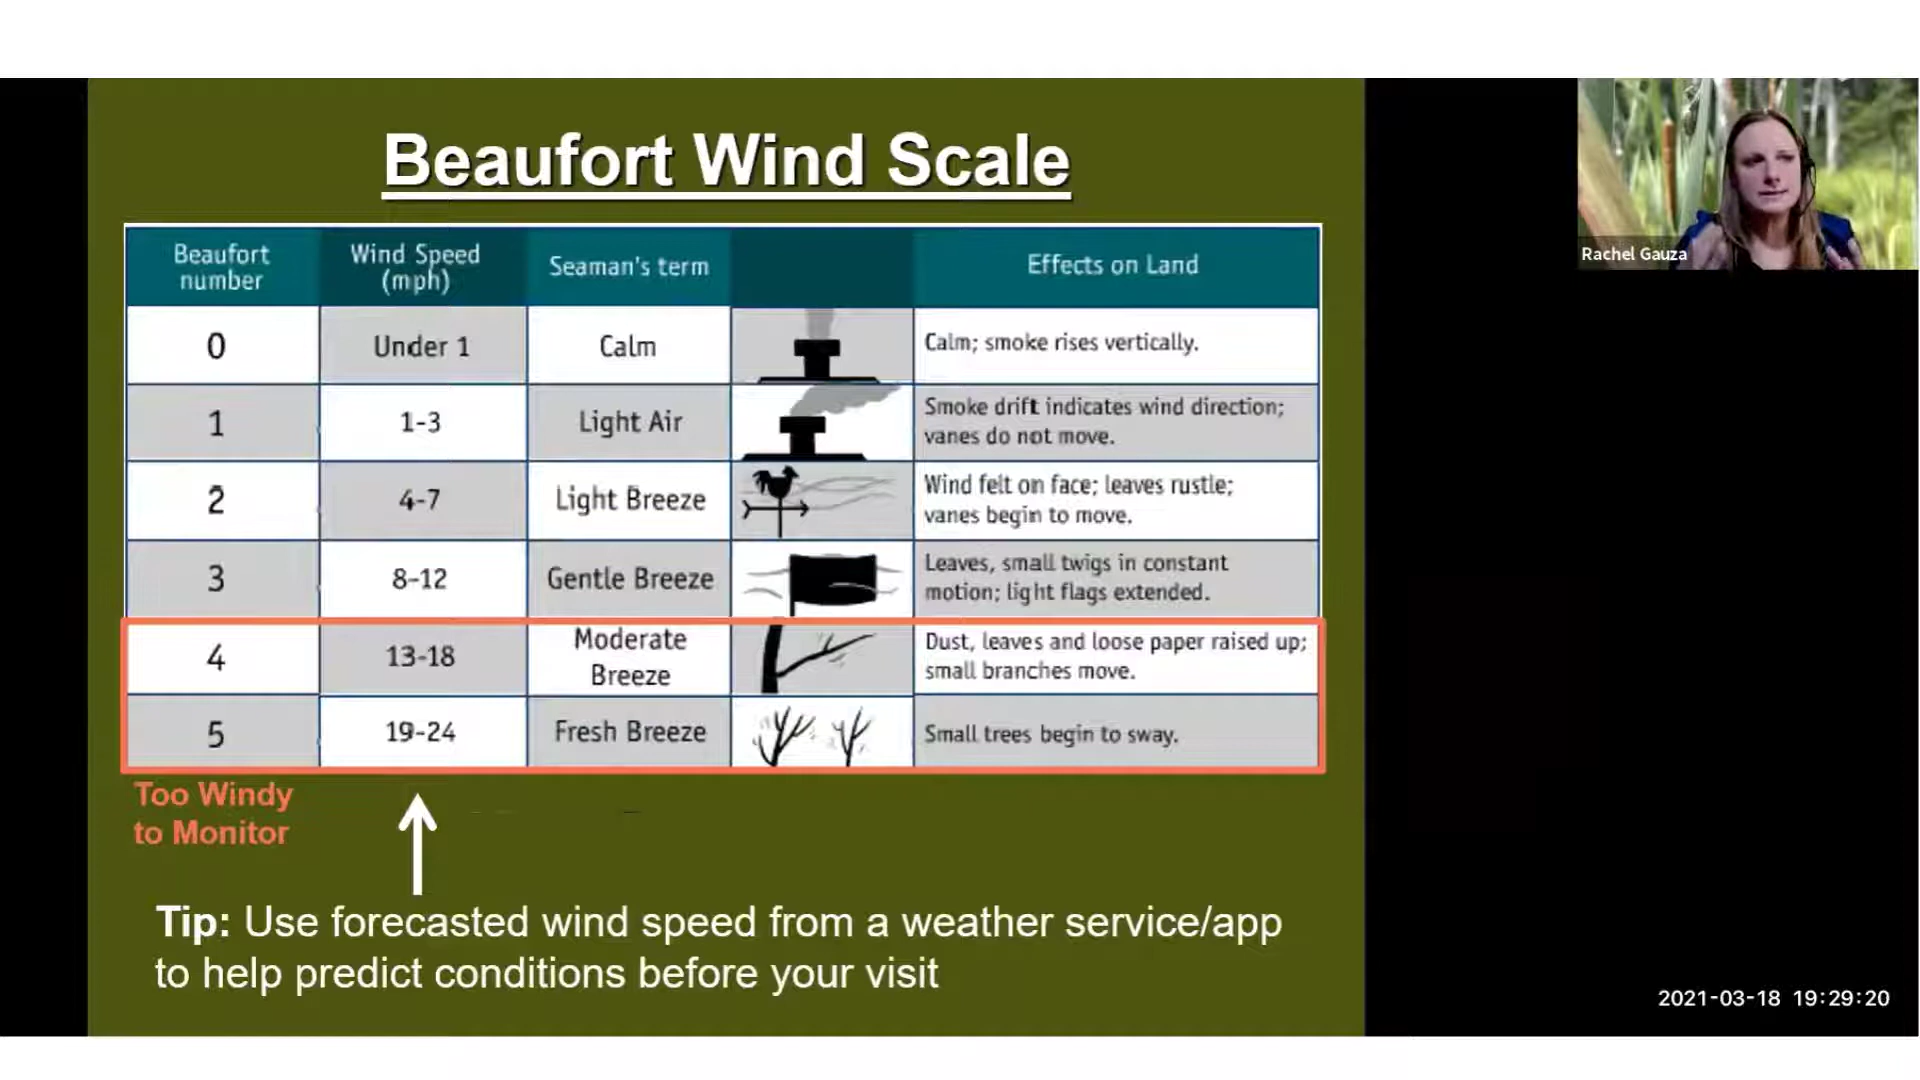 Beaufort Wind Scale
Beaufort
number
Wind Speed
(mph)
Seaman's term
Effects on Land
0
Under 1
Calm
Calm; smoke rises vertically.
1
1-3
Light Air
Smoke drift indicates wind direction;
vanes do not move.
2
4-7
Light Breeze
Wind felt on face; leaves rustle;
vanes begin to move.
3
8-12
Gentle Breeze
Leaves, small twigs in constant
motion; light flags extended.
4
13-18
Moderate
Breeze
Dust, leaves and loose paper raised up;
small branches move.
5
19-24
Fresh Breeze
Small trees begin to sway.
Too Windy
to Monitor
Tip: Use forecasted wind speed from a weather service/app
to help predict conditions before your visit
Rachel Gauza
2021-03-18 19:29:20